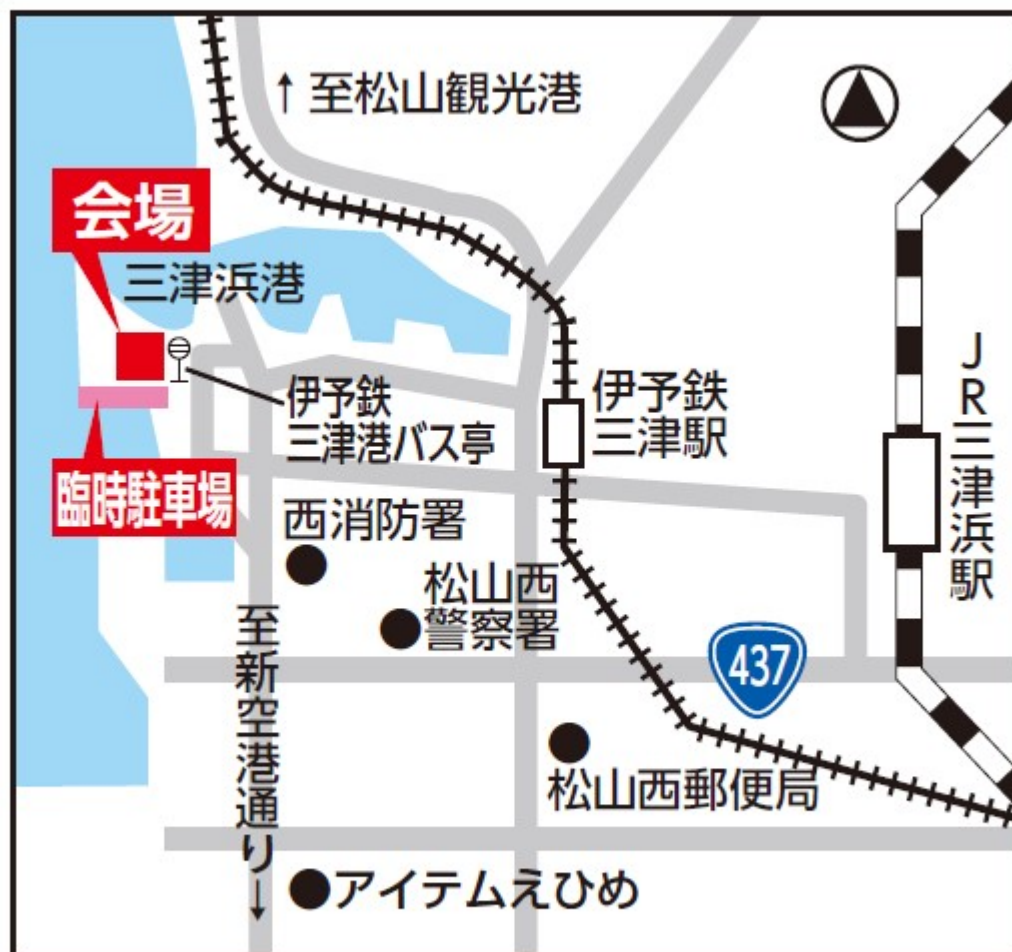 ↑至松山観光港
会場
三津浜港
伊予鉄
三津港バス亭
伊予鉄
三津駅
JR三津浜駅
臨時駐車場
西消防署
松山西
警察署
437
至新空港通り↓
松山西郵便局
アイテムえひめ